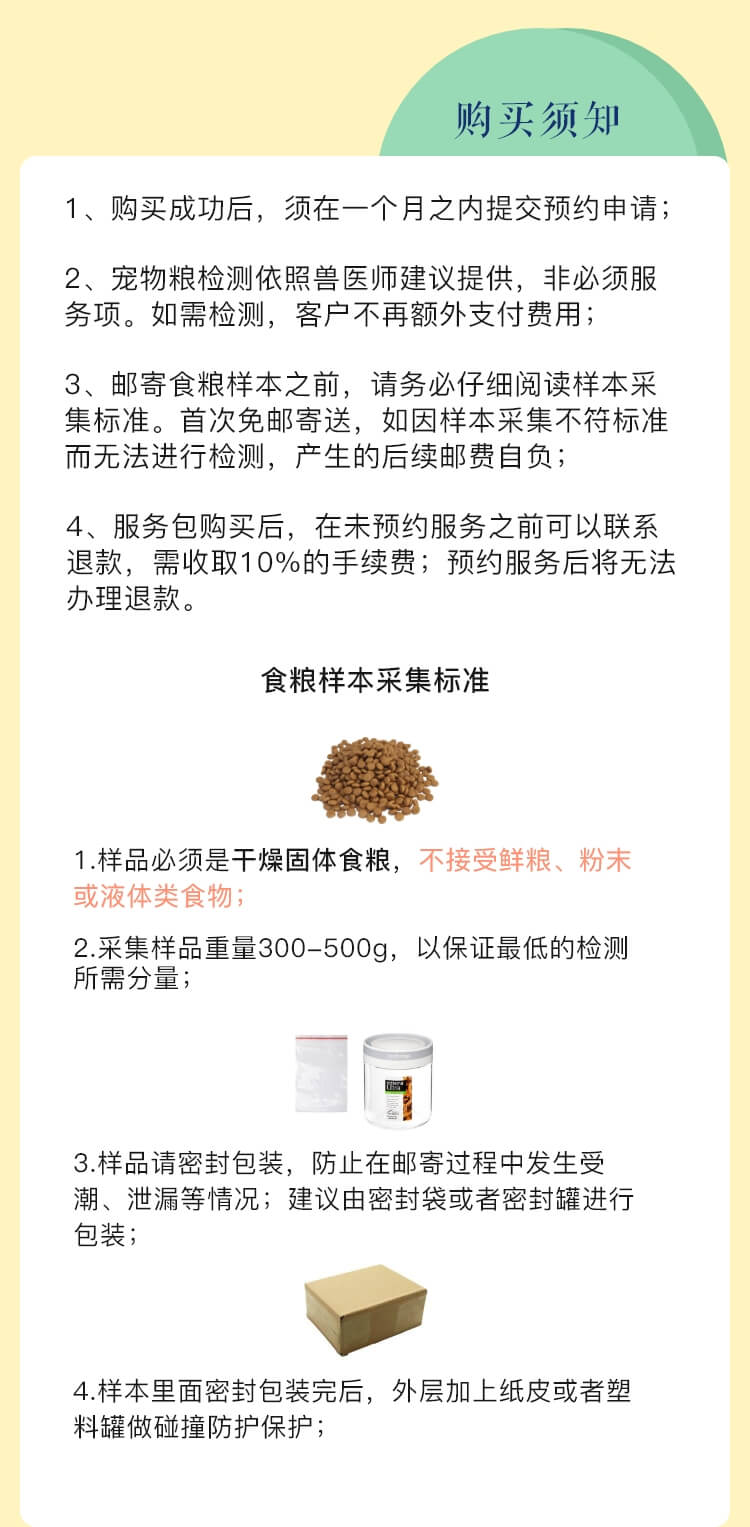 购买须知
1、购买成功后，须在一个月之内提交预约申请；
2、宠物粮检测依照兽医师建议提供，非必须服
务项。如需检测，客户不再额外支付费用；
3、邮寄食粮样本之前，请务必仔细阅读样本采
集标准。首次免邮寄送，如因样本采集不符标准
而无法进行检测，产生的后续邮费自负；
4、服务包购买后，在未预约服务之前可以联系
退款，需收取10%的手续费；预约服务后将无法
办理退款。
食粮样本采集标准
1.样品必须是干燥固体食粮，不接受鲜粮、粉末
或液体类食物；
2.采集样品重量300-500g，以保证最低的检测
所需分量；
3.样品请密封包装，防止在邮寄过程中发生受
潮、泄漏等情况；建议由密封袋或者密封罐进行
包装；
4.样本里面密封包装完后，外层加上纸皮或者塑
料罐做碰撞防护保护；